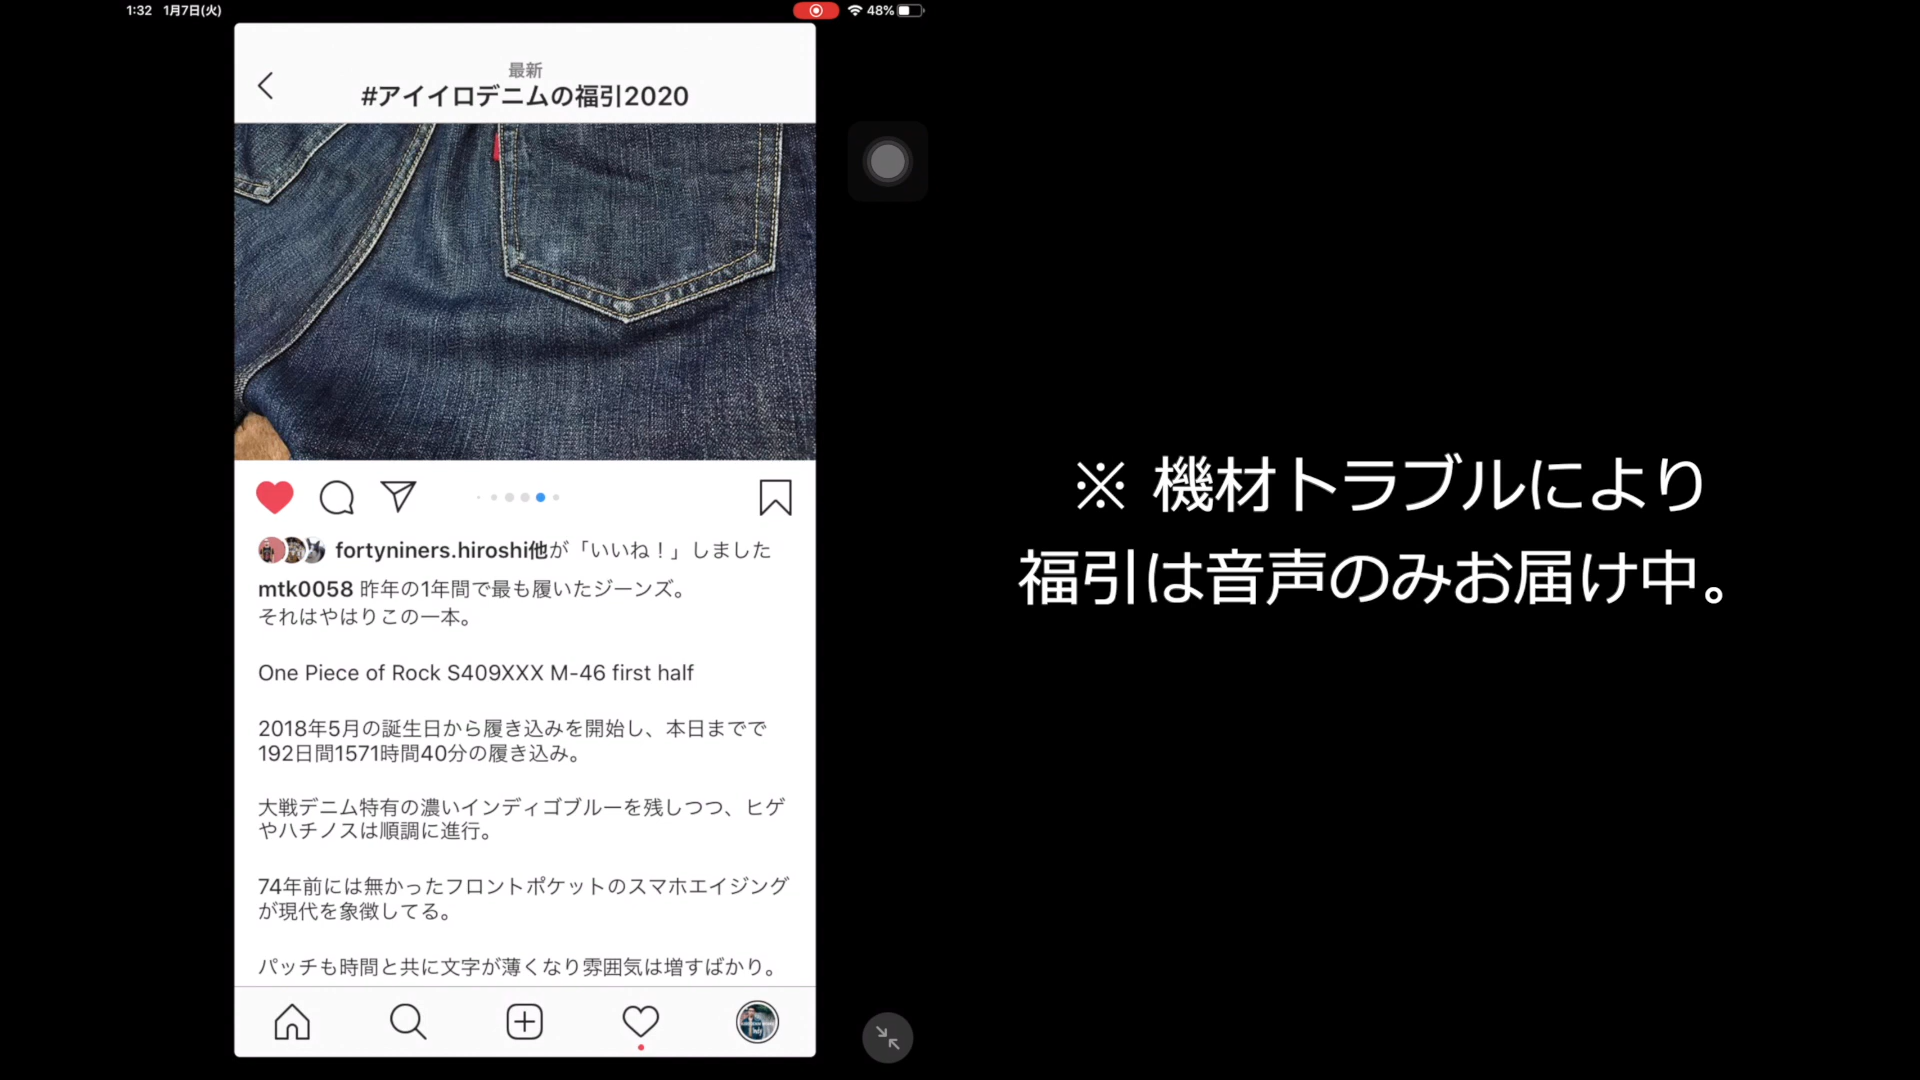 1:32 1月7日(火)
48%
最新
#アイイロデニムの福引2020
fortyniners.hiroshi他が「いいね！」しました
mtk0058 昨年の1年間で最も履いたジーンズ。
それはやはりこの一本。
One Piece of Rock S409XXX M-46 first half
2018年5月の誕生日から履き込みを開始し、本日までで
192日間1571時間40分の履き込み。
大戦デニム特有の濃いインディゴブルーを残しつつ、ヒゲ
やハチノスは順調に進行。
74年前には無かったフロントポケットのスマホエイジング
が現代を象徴してる。
パッチも時間と共に文字が薄くなり雰囲気は増すばかり。
※ 機材トラブルにより
福引は音声のみお届け中。